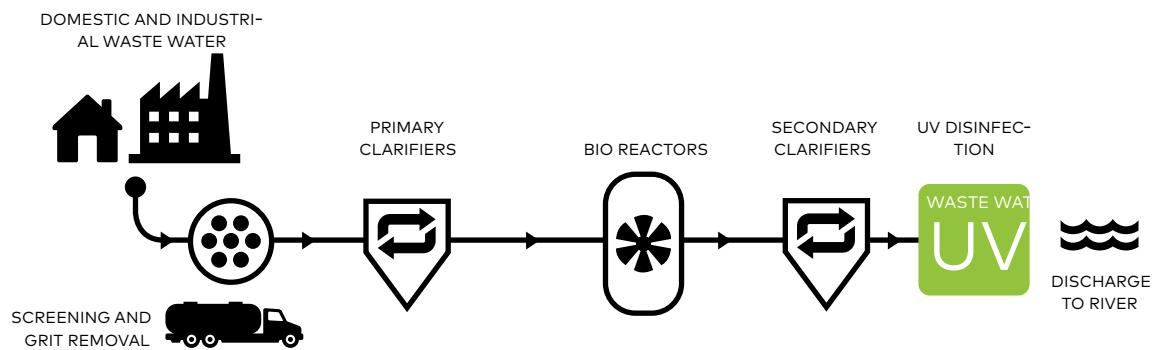 DOMESTIC AND INDUSTRI-
AL WASTE WATER
PRIMARY
CLARIFIERS
BIO REACTORS
SECONDARY
CLARIFIERS
UV DISINFEC-
TION
WASTE WAT
UV
DISCHARGE
TO RIVER
SCREENING AND
GRIT REMOVAL